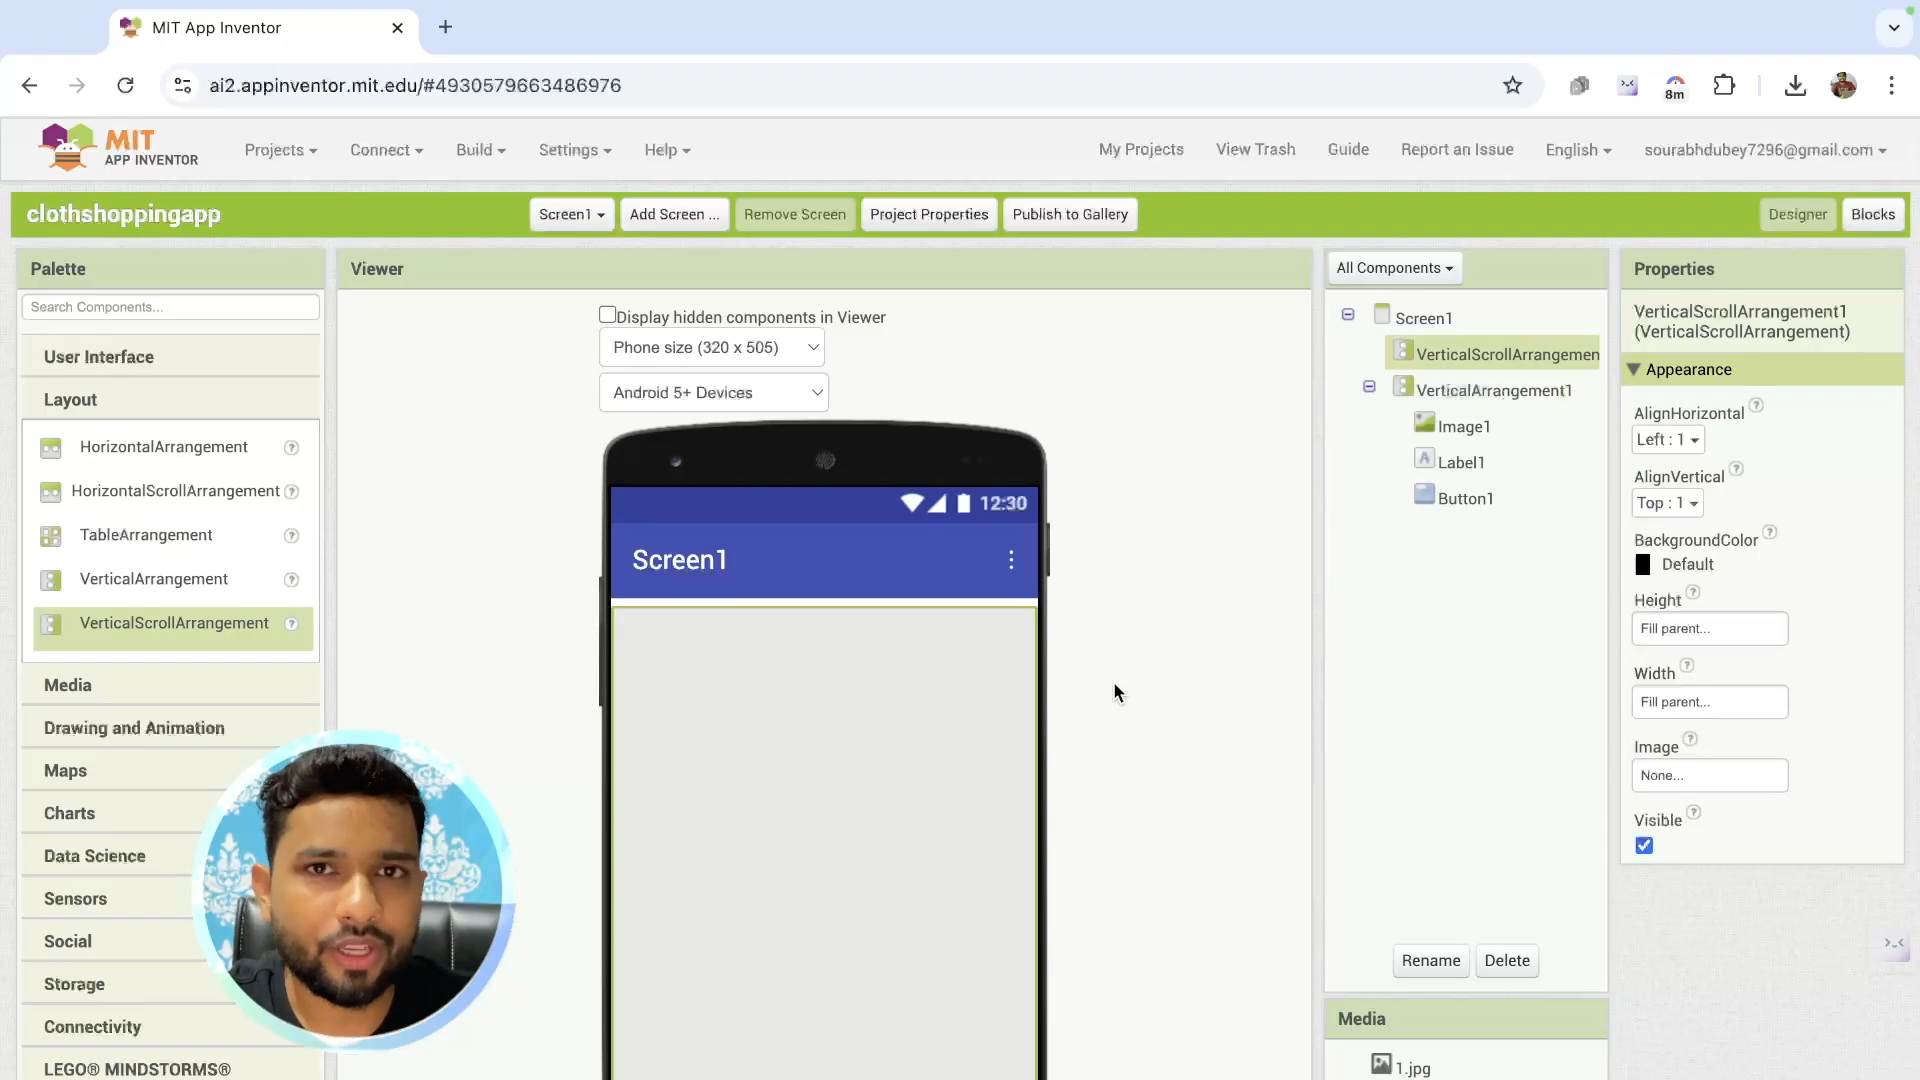 MIT App Inventor
ai2.appinventor.mit.edu/#4930579663486976
8m
MIT
APP INVENTOR
Projects
Connect
Build
Settings
Help
My Projects
View Trash
Guide
Report an Issue
English
sourabhdubey7296@gmail.com
clothshoppingapp
Screen1
Add Screen ...
Remove Screen
Project Properties
Publish to Gallery
Designer
Blocks
Palette
Search Components...
User Interface
Layout
HorizontalArrangement ?
HorizontalScrollArrangement ?
TableArrangement ?
VerticalArrangement ?
VerticalScrollArrangement ?
Media
Drawing and Animation
Maps
Charts
Data Science
Sensors
Social
Storage
Connectivity
LEGO® MINDSTORMS®
Viewer
Display hidden components in Viewer
Phone size (320 x 505)
Android 5+ Devices
12:30
Screen1
All Components
Screen1
VerticalScrollArrangemen
VerticalArrangement1
Image1
A Label1
Button1
Rename
Delete
Media
1.jpg
Properties
VerticalScrollArrangement1
(VerticalScrollArrangement)
Appearance
AlignHorizontal ?
Left : 1
AlignVertical ?
Top : 1
BackgroundColor ?
Default
Height ?
Fill parent...
Width ?
Fill parent...
Image ?
None...
Visible ?